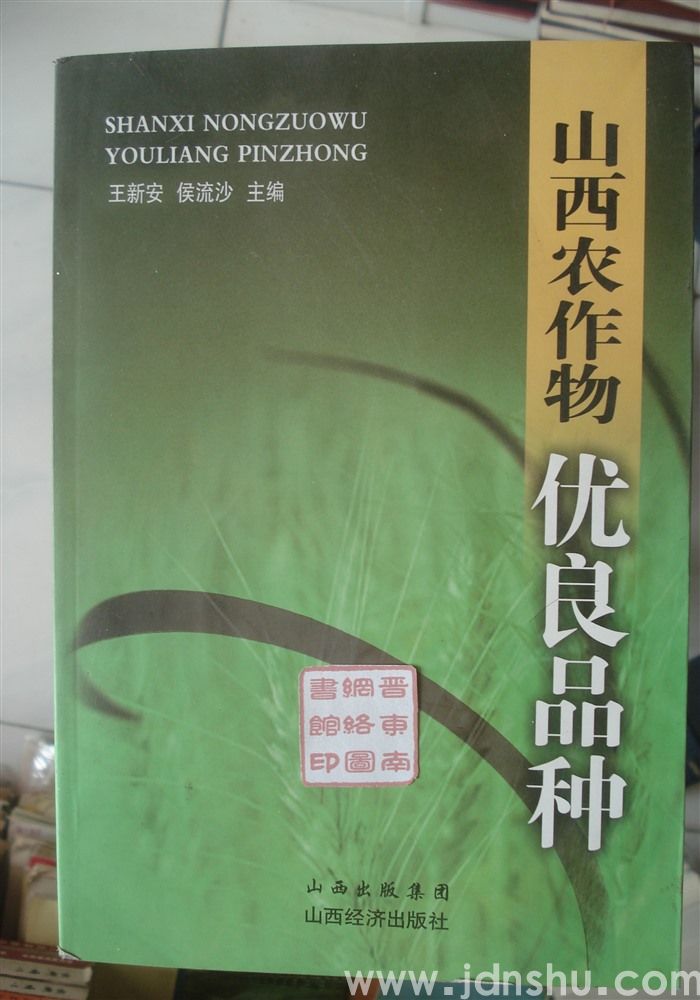 SHANXI NONGZUOWU
YOULIANG PINZHONG
王新安 侯流沙 主编
山西农作物
优良品种
晋東南
網絡圖
書館印
山西出版集团
山西经济出版社
www.jdnshu.com